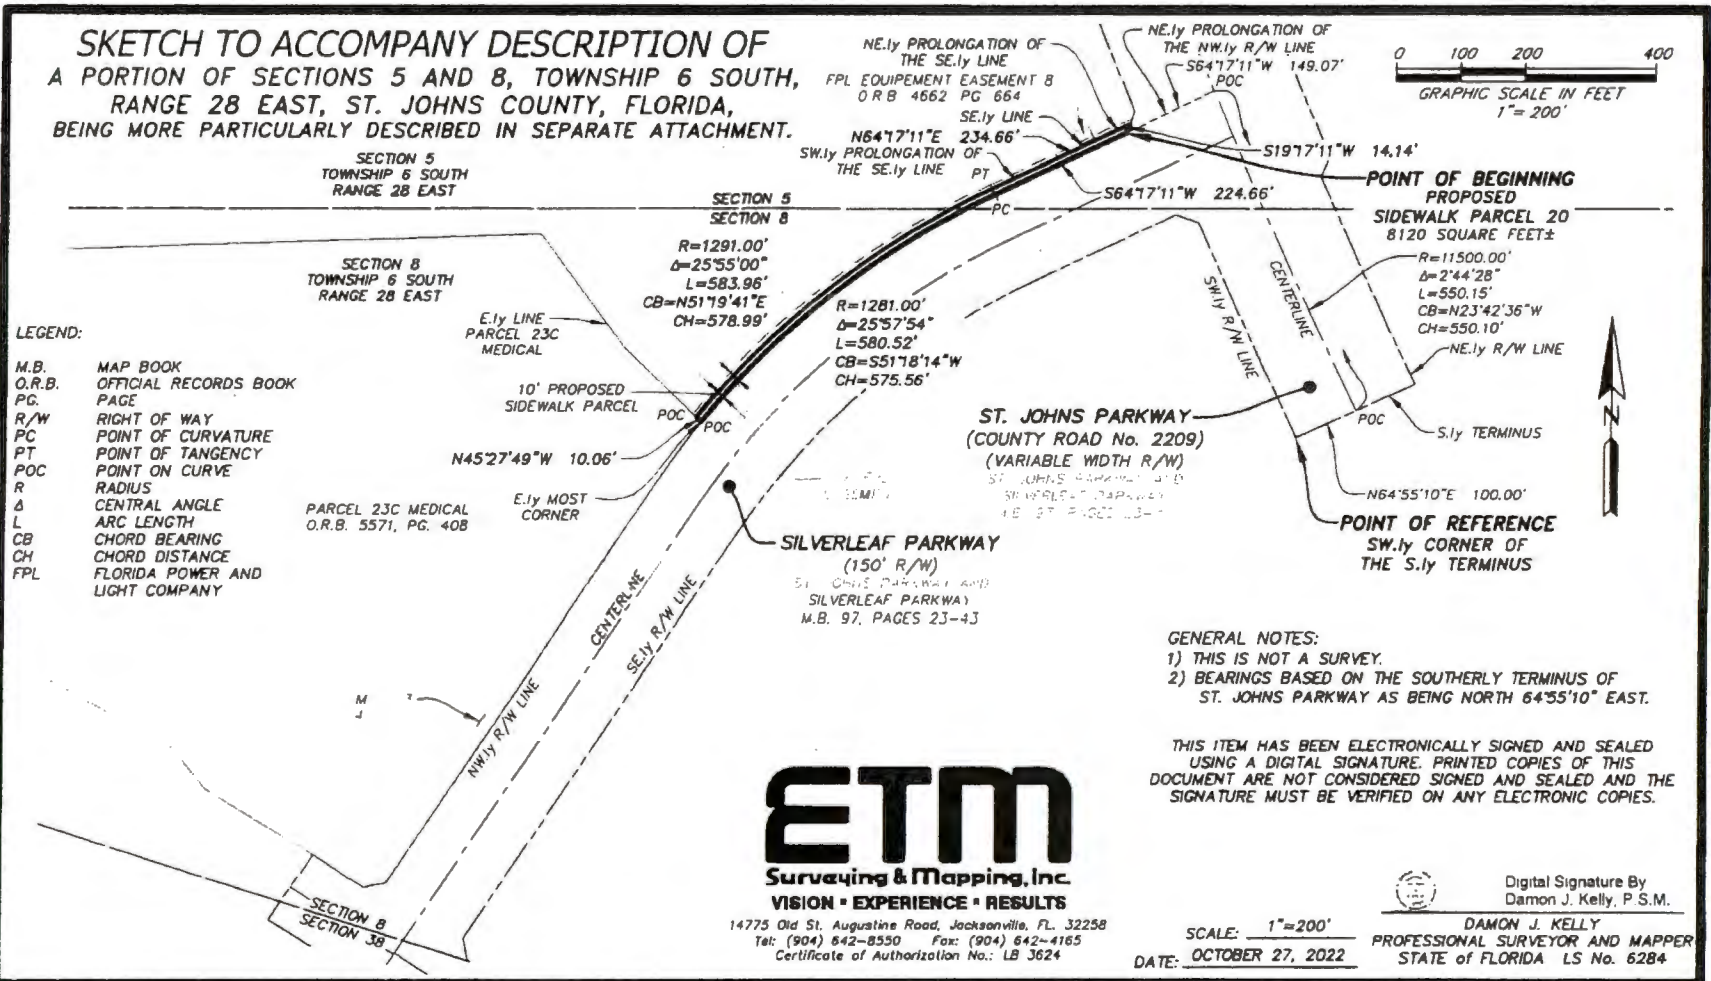 SKETCH TO ACCOMPANY DESCRIPTION OF
A PORTION OF SECTIONS 5 AND 8, TOWNSHIP 6 SOUTH,
RANGE 28 EAST, ST. JOHNS COUNTY, FLORIDA,
BEING MORE PARTICULARLY DESCRIBED IN SEPARATE ATTACHMENT.
SECTION 5
TOWNSHIP 6 SOUTH
RANGE 28 EAST
SECTION 5
SECTION 8
SECTION 8
TOWNSHIP 6 SOUTH
RANGE 28 EAST
NE.ly PROLONGATION OF
THE SE.ly LINE
FPL EQUIPEMENT EASEMENT 8
O R B 4662 PG 664
SE.ly LINE
N64°17'11"E 234.66'
SW.ly PROLONGATION OF
THE SE.ly LINE
PT
PC
NE.ly PROLONGATION OF
THE NW.ly R/W LINE
S64°17'11"W 149.07'
POC
0 100 200 400
GRAPHIC SCALE IN FEET
1"= 200'
S19°17'11"W 14.14'
POINT OF BEGINNING
PROPOSED
SIDEWALK PARCEL 20
8120 SQUARE FEET±
S64°17'11"W 224.66'
R=11500.00'
Δ=2°44'28"
L=550.15'
CB=N23°42'36"W
CH=550.10'
NE.ly R/W LINE
CENTERLINE
SW.ly R/W LINE
R=1291.00'
Δ=25°55'00"
L=583.96'
CB=N51°19'41"E
CH=578.99'
R=1281.00'
Δ=25°57'54"
L=580.52'
CB=S51°18'14"W
CH=575.56'
E.ly LINE
PARCEL 23C
MEDICAL
10' PROPOSED
SIDEWALK PARCEL
POC
POC
N45°27'49"W 10.06'
E.ly MOST
CORNER
PARCEL 23C MEDICAL
O.R.B. 5571, PG. 408
LEGEND:
M.B. MAP BOOK
O.R.B. OFFICIAL RECORDS BOOK
PG. PAGE
R/W RIGHT OF WAY
PC POINT OF CURVATURE
PT POINT OF TANGENCY
POC POINT ON CURVE
R RADIUS
Δ CENTRAL ANGLE
L ARC LENGTH
CB CHORD BEARING
CH CHORD DISTANCE
FPL FLORIDA POWER AND
LIGHT COMPANY
ST. JOHNS PARKWAY
(COUNTY ROAD No. 2209)
(VARIABLE WIDTH R/W)
ST. JOHNS PARKWAY AND
SILVERLEAF PARKWAY
POC
S.ly TERMINUS
N64°55'10"E 100.00'
POINT OF REFERENCE
SW.ly CORNER OF
THE S.ly TERMINUS
N
SILVERLEAF PARKWAY
(150' R/W)
ST. JOHNS PARKWAY AND
SILVERLEAF PARKWAY
M.B. 97, PAGES 23-43
CENTERLINE
SE.ly R/W LINE
NW.ly R/W LINE
M
SECTION 8
SECTION 38
GENERAL NOTES:
1) THIS IS NOT A SURVEY.
2) BEARINGS BASED ON THE SOUTHERLY TERMINUS OF
ST. JOHNS PARKWAY AS BEING NORTH 64°55'10" EAST.
THIS ITEM HAS BEEN ELECTRONICALLY SIGNED AND SEALED
USING A DIGITAL SIGNATURE. PRINTED COPIES OF THIS
DOCUMENT ARE NOT CONSIDERED SIGNED AND SEALED AND THE
SIGNATURE MUST BE VERIFIED ON ANY ELECTRONIC COPIES.
ETM
Surveying & Mapping, Inc.
VISION • EXPERIENCE • RESULTS
14775 Old St. Augustine Road, Jacksonville, FL. 32258
Tel: (904) 642-8550 Fax: (904) 642-4165
Certificate of Authorization No.: LB 3624
Digital Signature By
Damon J. Kelly, P.S.M.
SCALE: 1"=200'
DATE: OCTOBER 27, 2022
DAMON J. KELLY
PROFESSIONAL SURVEYOR AND MAPPER
STATE of FLORIDA LS No. 6284